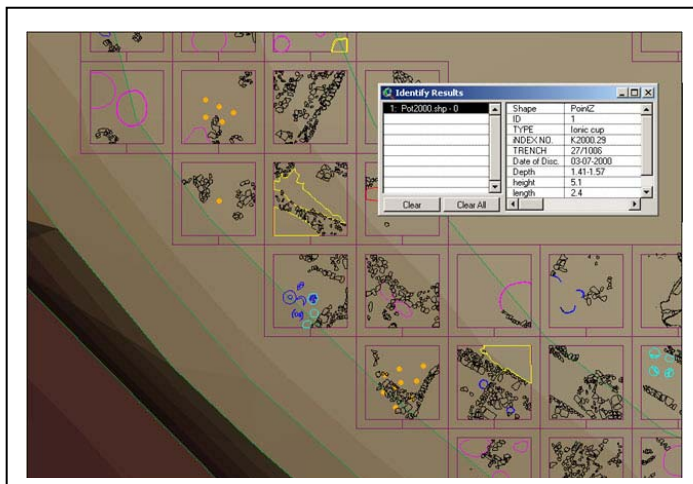 Identify Results
1: Pot2000.shp - 0
Shape PointZ
ID 1
TYPE Ionic cup
INDEX NO. K2000.29
TRENCH 27/1006
Date of Disc. 03-07-2000
Depth 1.41-1.57
height 5.1
length 2.4
Clear Clear All